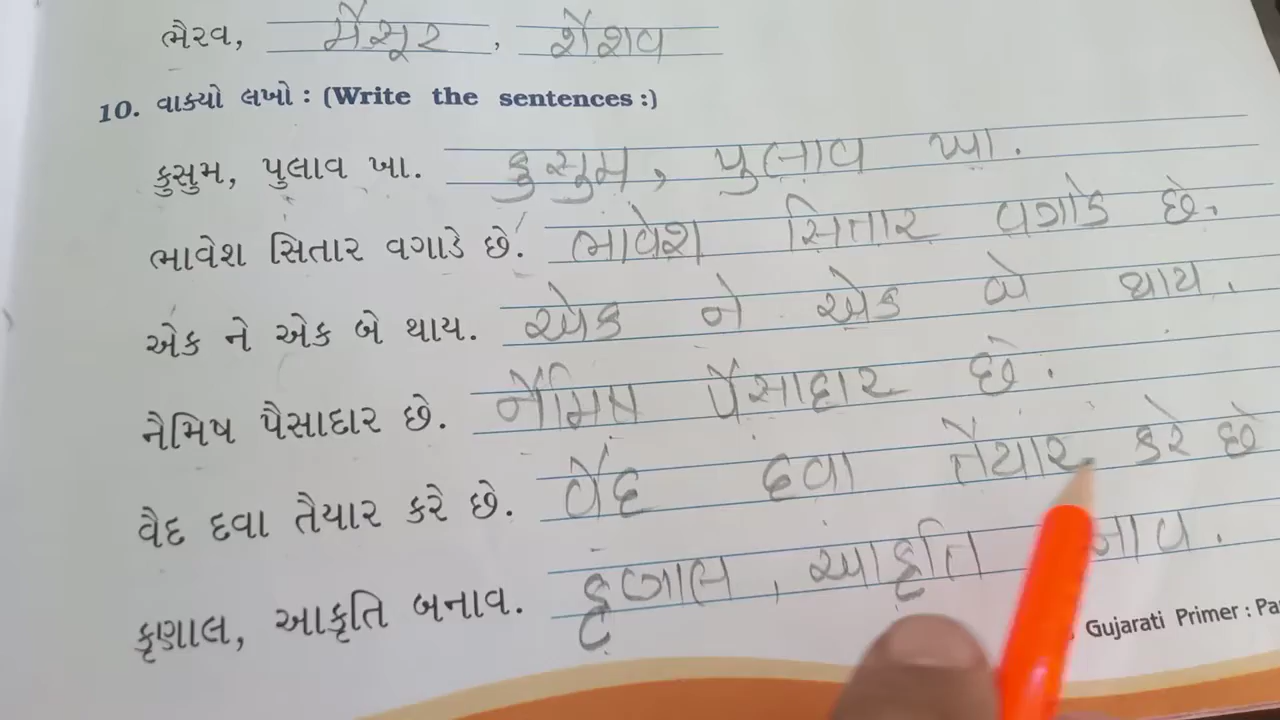 ભૈરવ, મૈસૂર, શૈશવ
10. વાક્યો લખો : (Write the sentences :)
કુસુમ, પુલાવ ખા. કુસુમ, પુલાવ ખા.
ભાવેશ સિતાર વગાડે છે. ભાવેશ સિતાર વગાડે છે.
એક ને એક બે થાય. એક ને એક બે થાય.
નૈમિષ પૈસાદાર છે. નૈમિષ પૈસાદાર છે.
વૈદ દવા તૈયાર કરે છે. વૈદ દવા તૈયાર કરે છે
કૃણાલ, આકૃતિ બનાવ. કૃણાલ, આકૃતિ
Gujarati Primer :